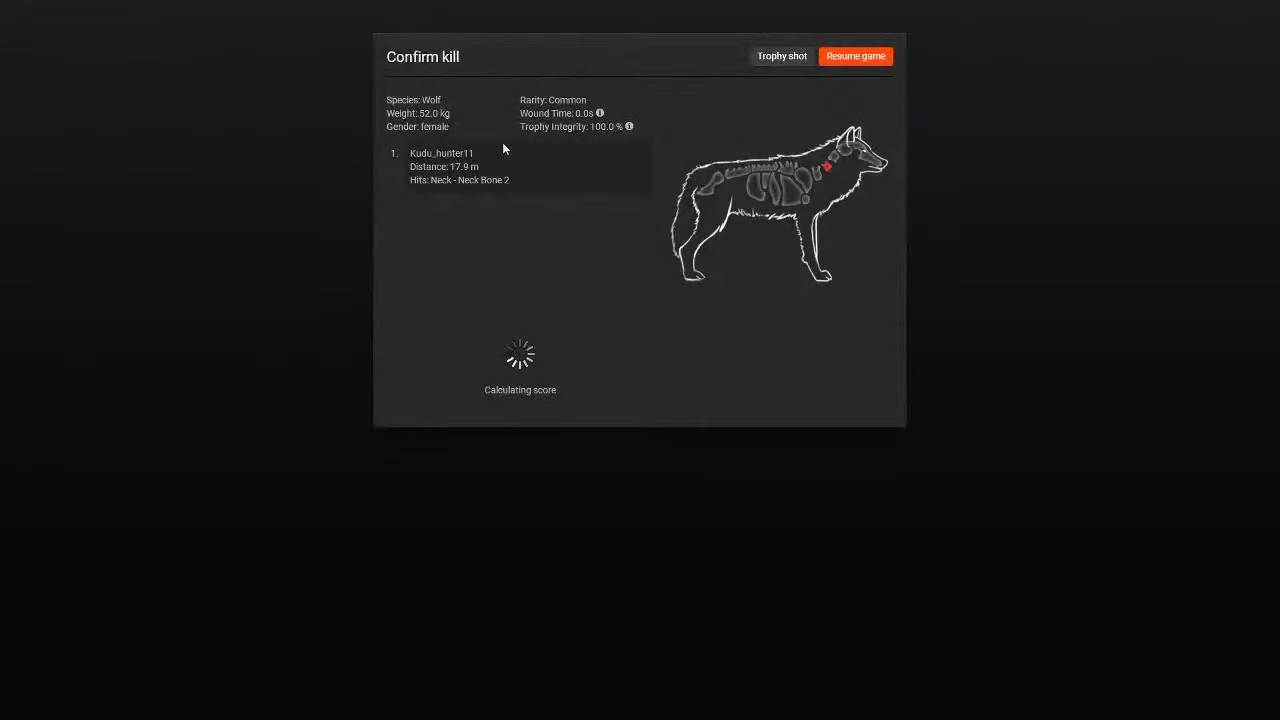 Confirm kill
Trophy shot
Resume game
Species: Wolf
Rarity: Common
Weight: 52.0 kg
Wound Time: 0.0s
Gender: female
Trophy Integrity: 100.0 %
1. Kudu_hunter11
Distance: 17.9 m
Hits: Neck - Neck Bone 2
Calculating score